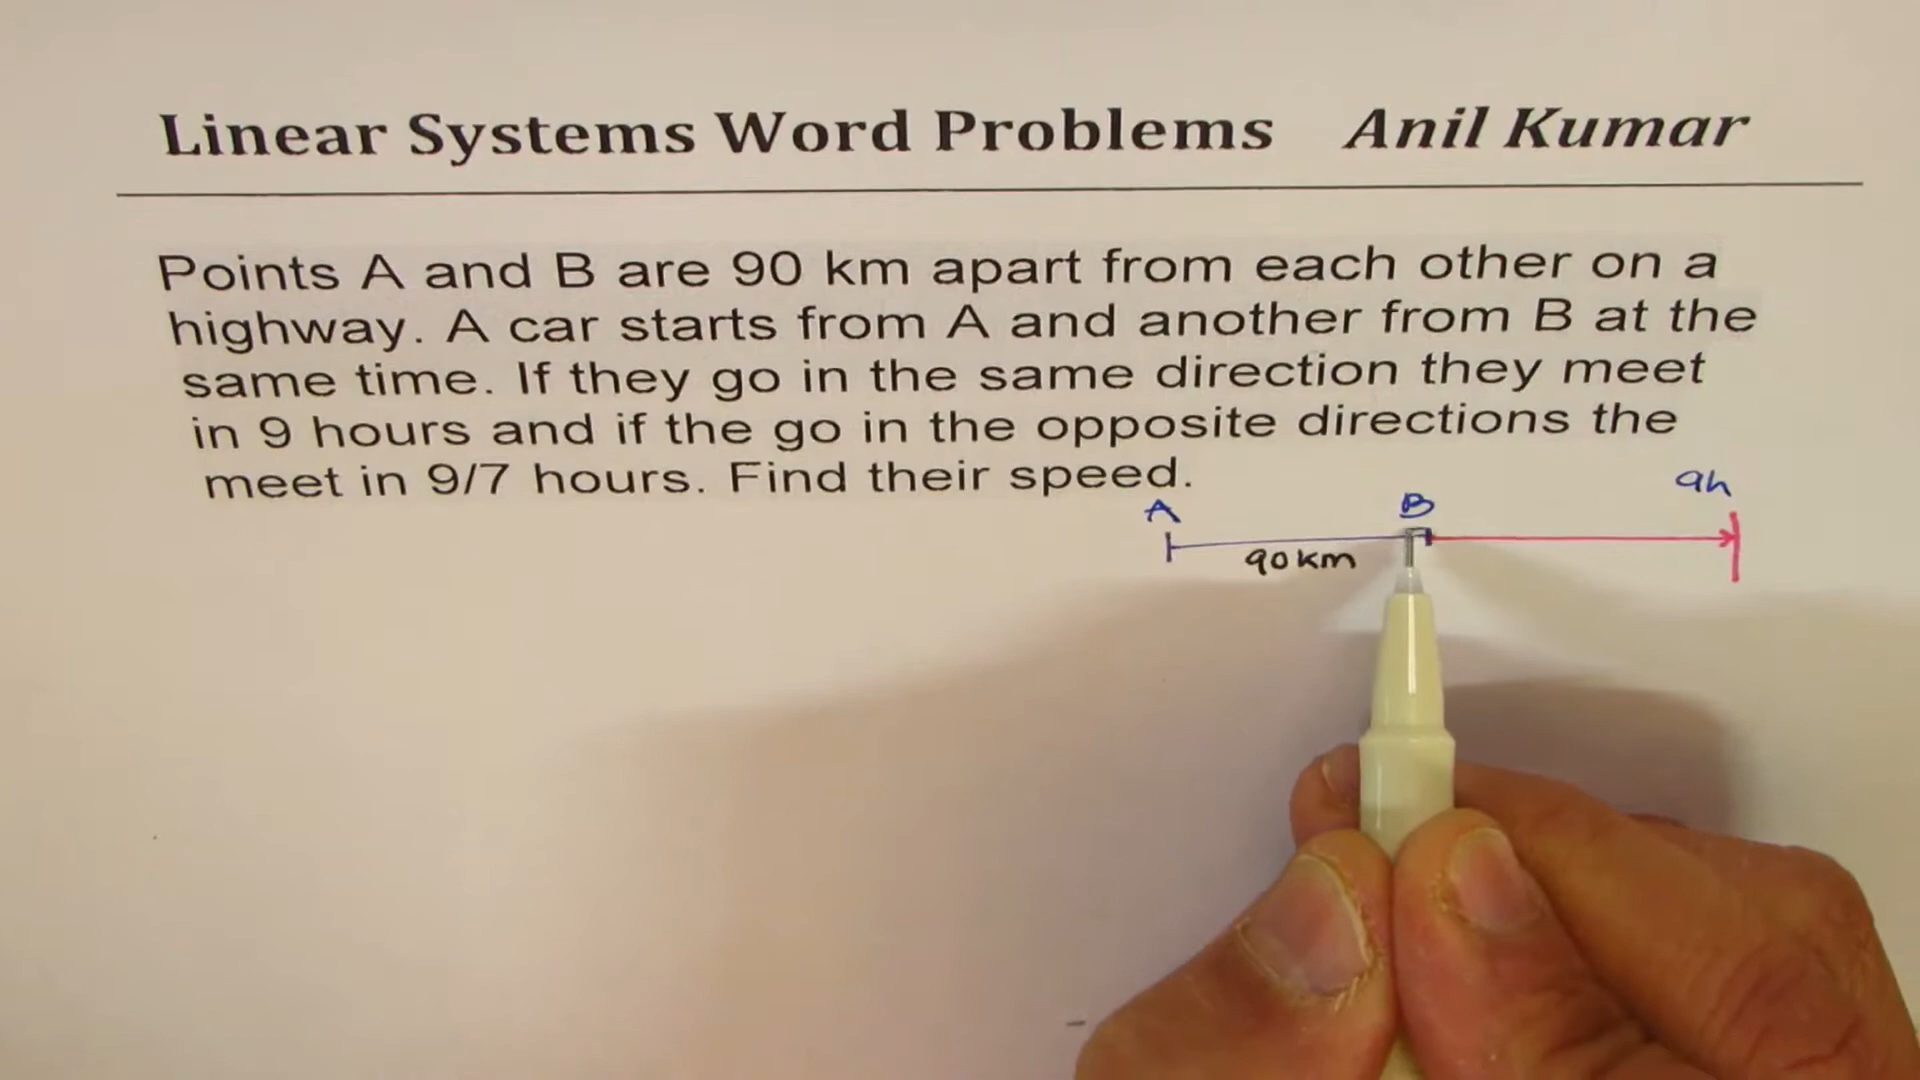 Linear Systems Word Problems Anil Kumar
Points A and B are 90 km apart from each other on a
highway. A car starts from A and another from B at the
same time. If they go in the same direction they meet
in 9 hours and if the go in the opposite directions the
meet in 9/7 hours. Find their speed.
A B 9h
90 km